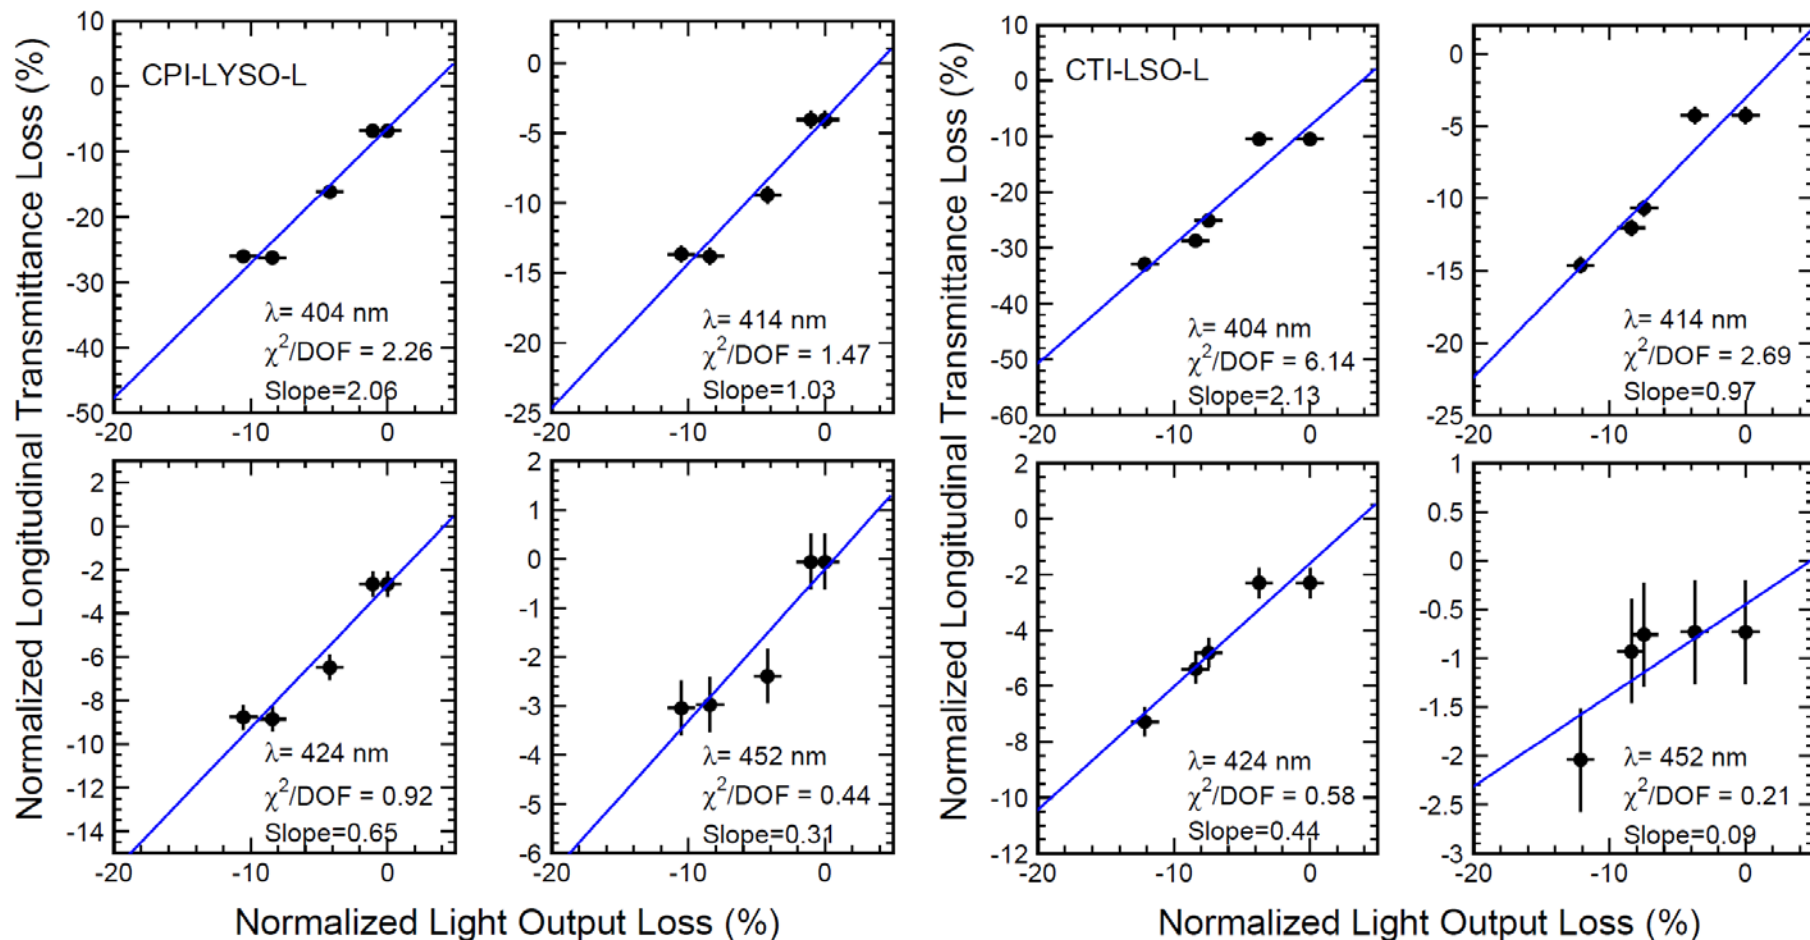 Normalized Longitudinal Transmittance Loss (%)
10
0
-10
-20
-30
-40
-50
CPI-LYSO-L
λ= 404 nm
χ²/DOF = 2.26
Slope=2.06
-20
-10
0
0
-5
-10
-15
-20
-25
λ= 414 nm
χ²/DOF = 1.47
Slope=1.03
-20
-10
0
2
0
-2
-4
-6
-8
-10
-12
-14
λ= 424 nm
χ²/DOF = 0.92
Slope=0.65
-20
-10
0
2
1
0
-1
-2
-3
-4
-5
-6
λ= 452 nm
χ²/DOF = 0.44
Slope=0.31
-20
-10
0
Normalized Light Output Loss (%)
Normalized Longitudinal Transmittance Loss (%)
10
0
-10
-20
-30
-40
-50
-60
CTI-LSO-L
λ= 404 nm
χ²/DOF = 6.14
Slope=2.13
-20
-10
0
0
-5
-10
-15
-20
-25
λ= 414 nm
χ²/DOF = 2.69
Slope=0.97
-20
-10
0
2
0
-2
-4
-6
-8
-10
-12
λ= 424 nm
χ²/DOF = 0.58
Slope=0.44
-20
-10
0
1
0.5
0
-0.5
-1
-1.5
-2
-2.5
-3
λ= 452 nm
χ²/DOF = 0.21
Slope=0.09
-20
-10
0
Normalized Light Output Loss (%)